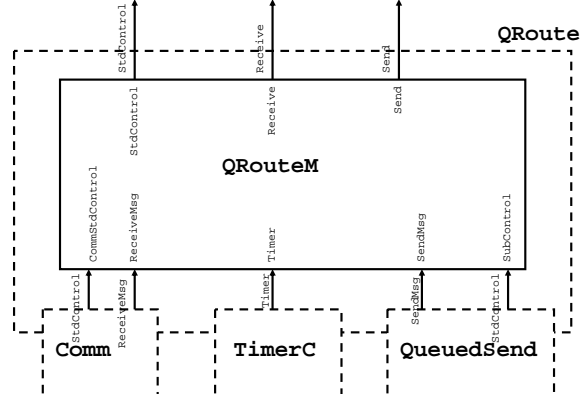 StdControl
Receive
Send
QRoute
StdControl
Receive
Send
QRouteM
CommStdControl
ReceiveMsg
Timer
SendMsg
SubControl
StdControl
ReceiveMsg
Timer
SendMsg
StdControl
Comm
TimerC
QueuedSend